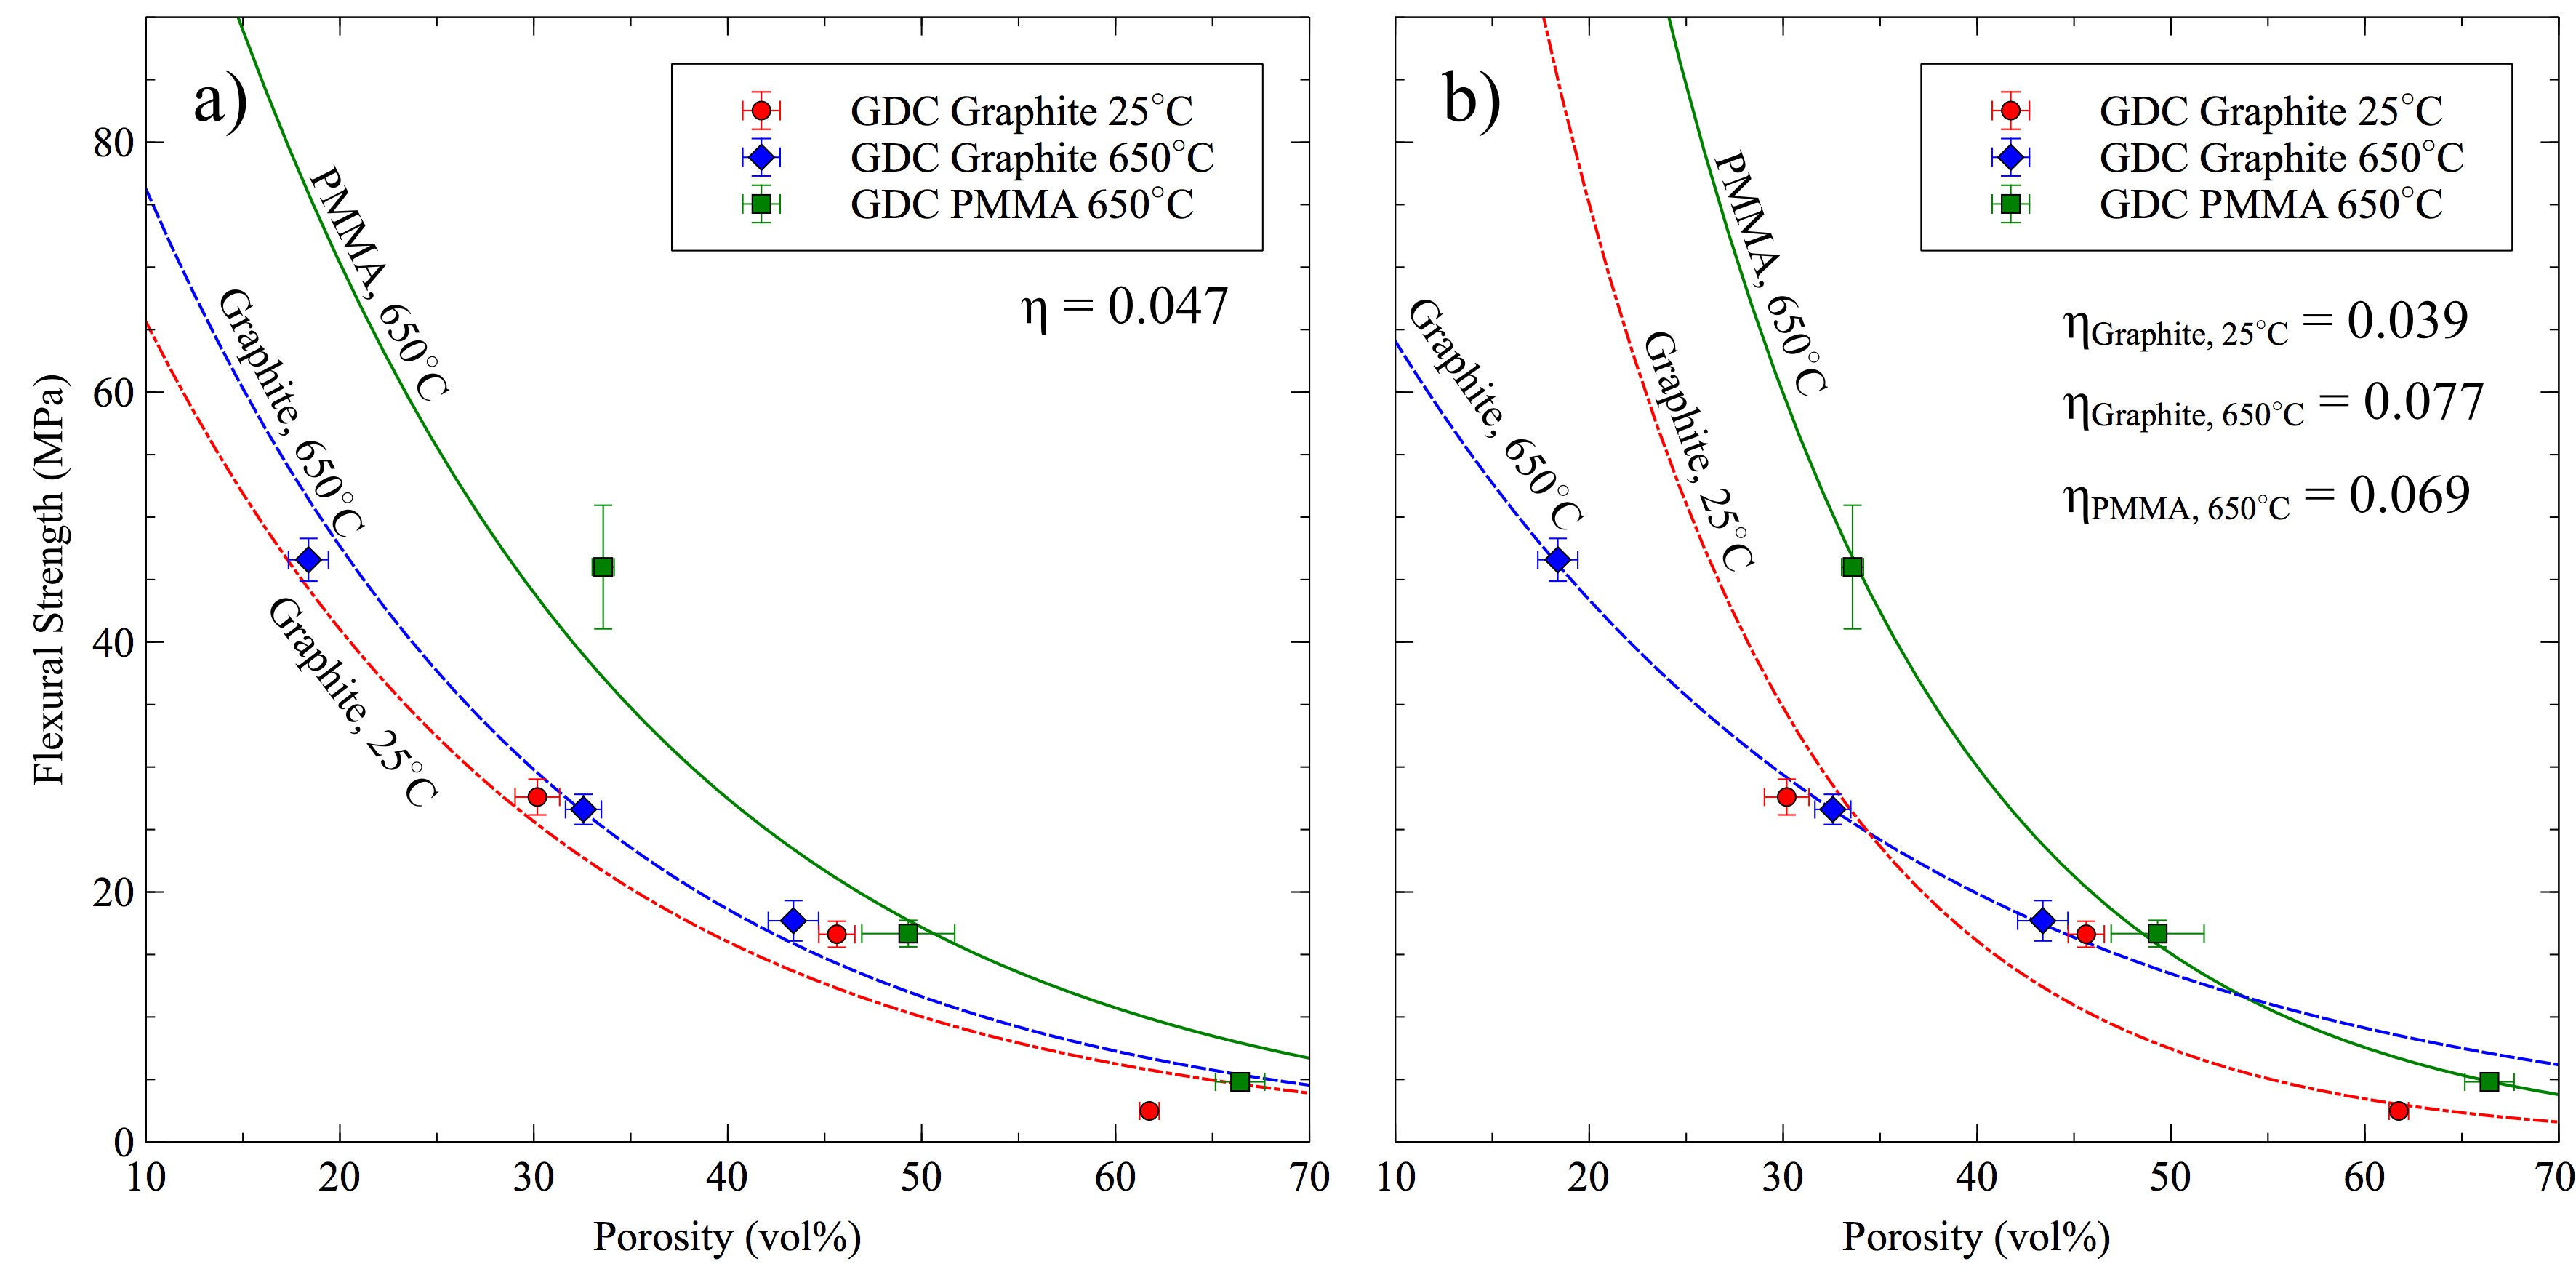 a)
GDC Graphite 25°C
GDC Graphite 650°C
GDC PMMA 650°C
η = 0.047
PMMA, 650°C
Graphite, 650°C
Graphite, 25°C
Flexural Strength (MPa)
80
60
40
20
0
10 20 30 40 50 60 70
Porosity (vol%)
b)
GDC Graphite 25°C
GDC Graphite 650°C
GDC PMMA 650°C
ηGraphite, 25°C = 0.039
ηGraphite, 650°C = 0.077
ηPMMA, 650°C = 0.069
PMMA, 650°C
Graphite, 650°C
Graphite, 25°C
10 20 30 40 50 60 70
Porosity (vol%)